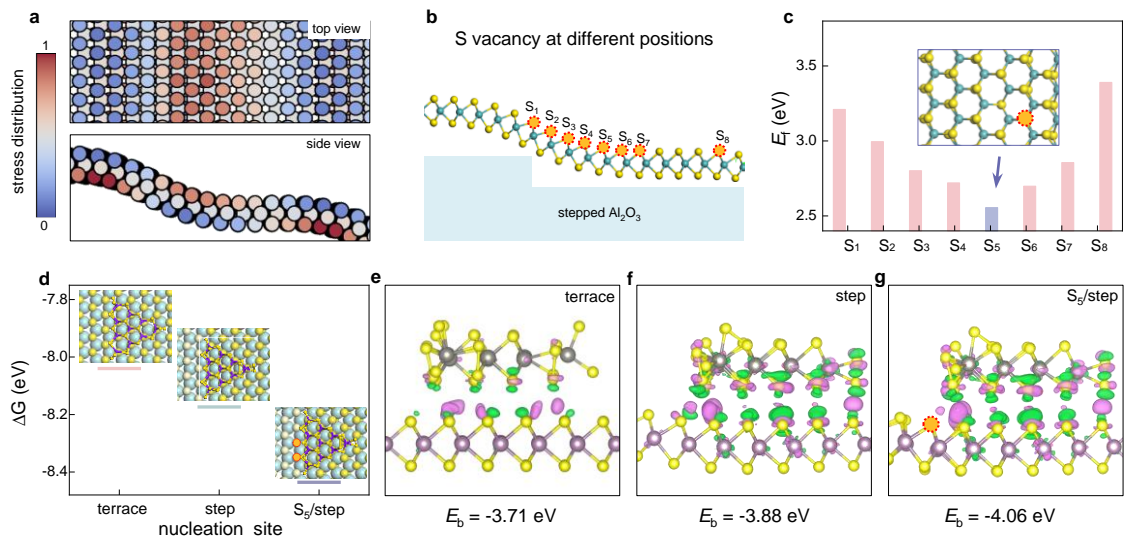 a
top view
side view
stress distribution
1
0
b
S vacancy at different positions
S1
S2
S3
S4
S5
S6
S7
S8
stepped Al2O3
c
Ef (eV)
3.5
3.0
2.5
S1 S2 S3 S4 S5 S6 S7 S8
d
ΔG (eV)
-7.8
-8.0
-8.2
-8.4
terrace step S5/step
nucleation site
e
terrace
Eb = -3.71 eV
f
step
Eb = -3.88 eV
g
S5/step
Eb = -4.06 eV